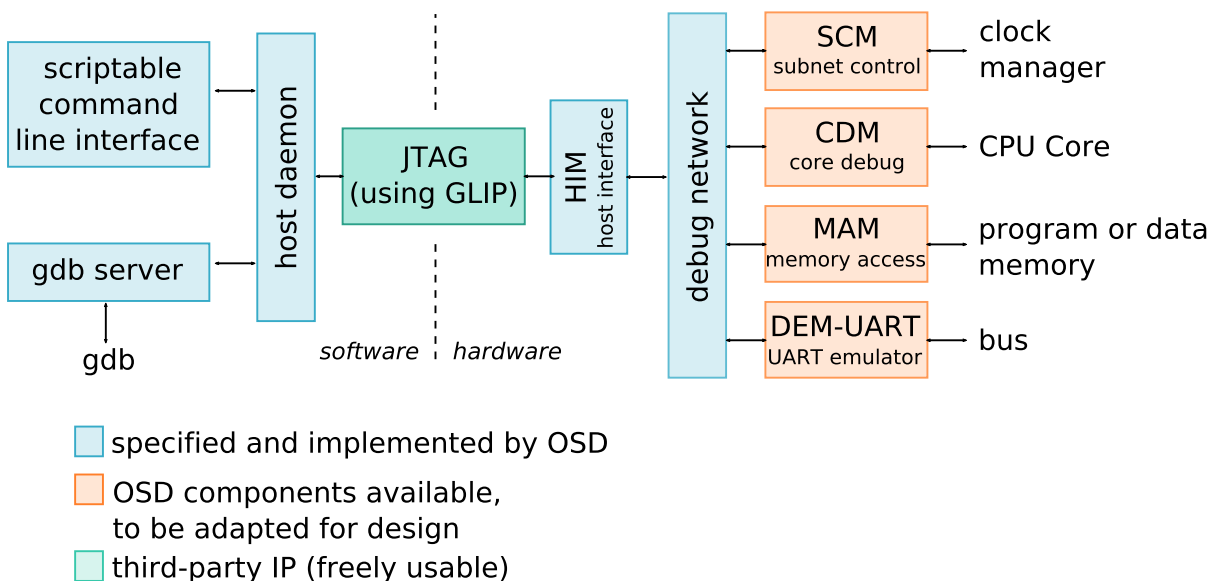 scriptable
command
line interface
gdb server
gdb
host daemon
JTAG
(using GLIP)
software
hardware
HIM
host interface
debug network
SCM
subnet control
clock
manager
CDM
core debug
CPU Core
MAM
memory access
program or data
memory
DEM-UART
UART emulator
bus
specified and implemented by OSD
OSD components available,
to be adapted for design
third-party IP (freely usable)